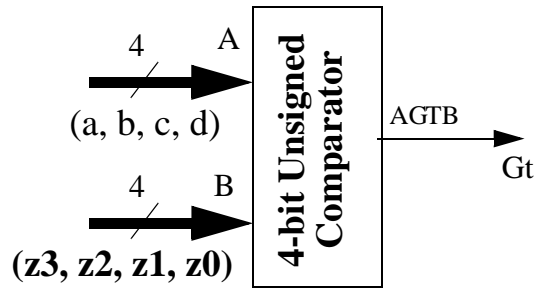 4
A
(a, b, c, d)
4
B
(z3, z2, z1, z0)
4-bit Unsigned
Comparator
AGTB
Gt